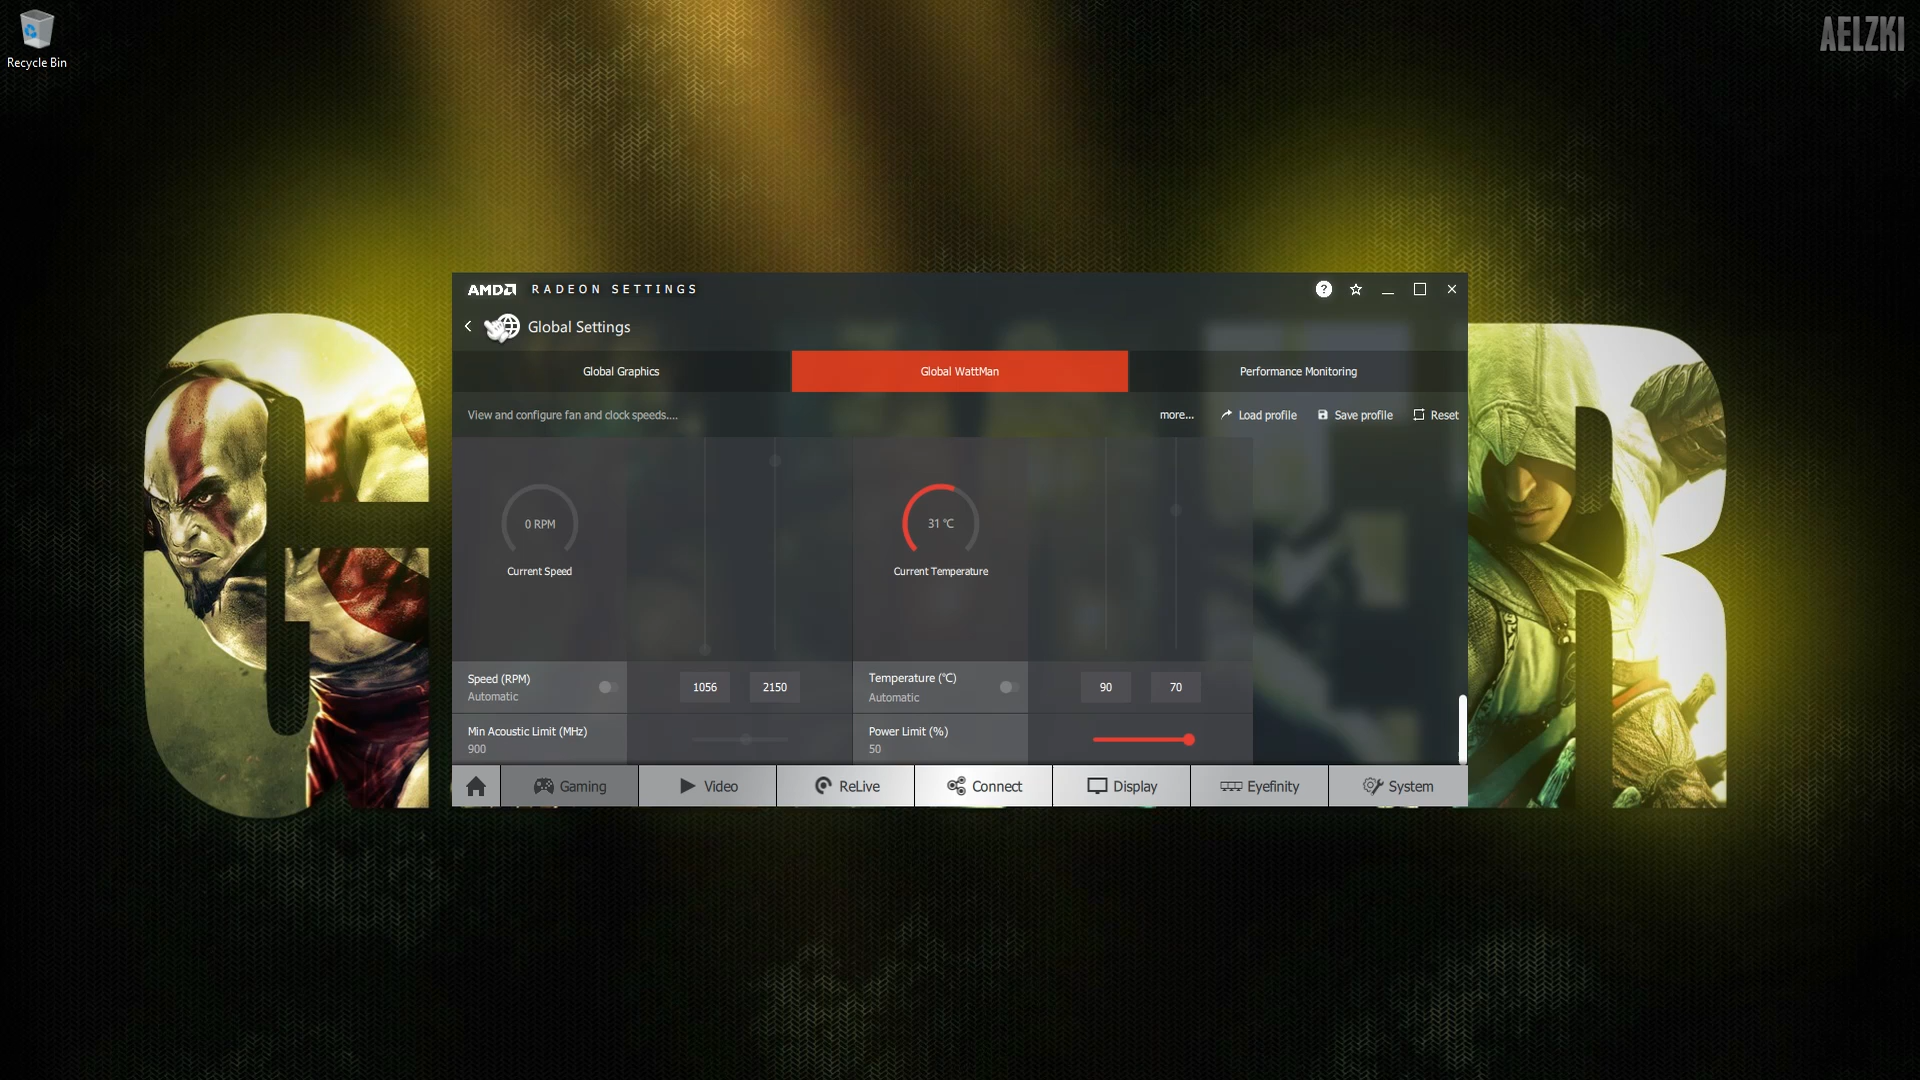 Recycle Bin
AELZKI
AMD RADEON SETTINGS
?
Global Settings
Global Graphics
Global WattMan
Performance Monitoring
View and configure fan and clock speeds....
more...
Load profile
Save profile
Reset
0 RPM
Current Speed
31 °C
Current Temperature
Speed (RPM)
Automatic
1056
2150
Temperature (°C)
Automatic
90
70
Min Acoustic Limit (MHz)
900
Power Limit (%)
50
Gaming
Video
ReLive
Connect
Display
Eyefinity
System